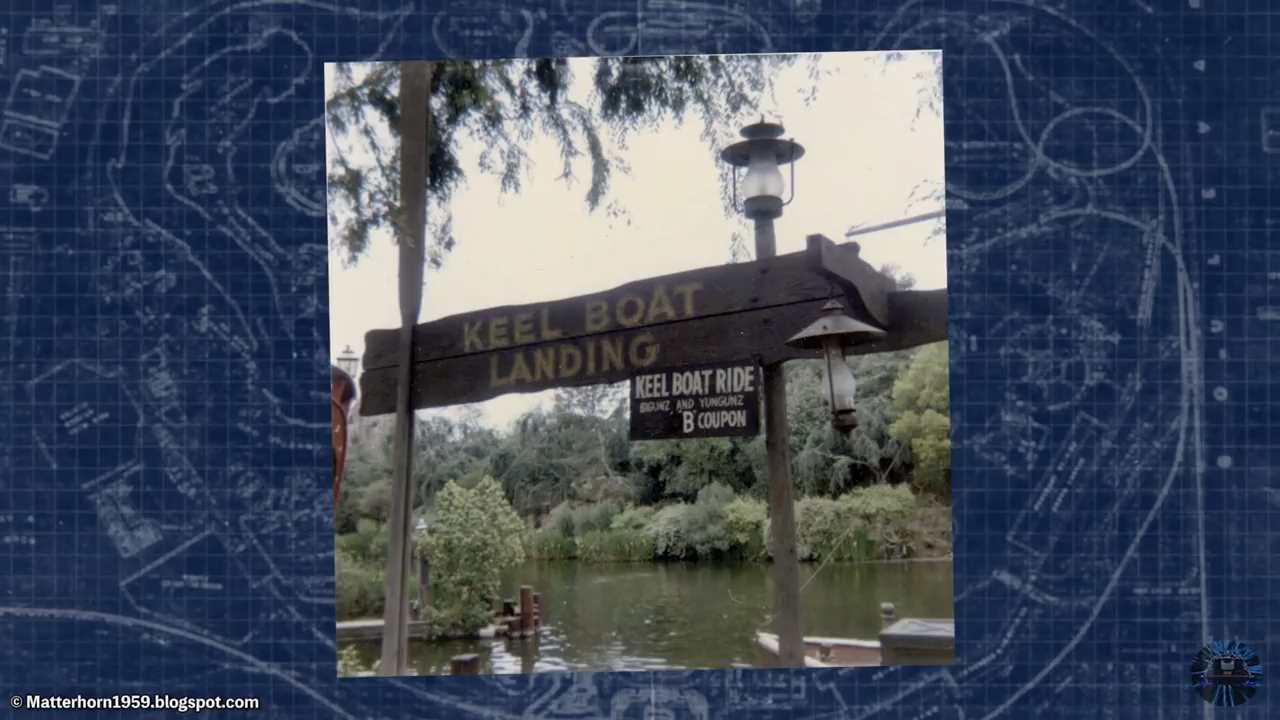 KEEL BOAT
LANDING
KEEL BOAT RIDE
BIGUNZ AND YUNGUNZ
"B" COUPON
© Matterhorn1959.blogspot.com